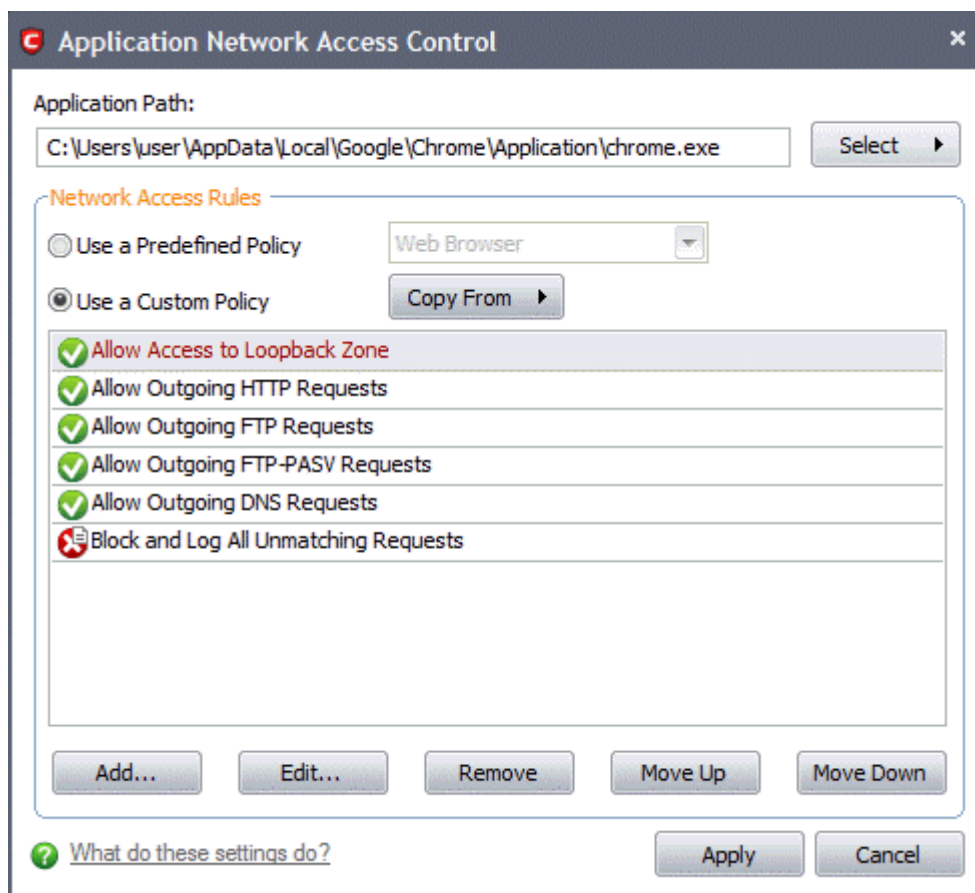 Application Network Access Control
Application Path:
C:\Users\user\AppData\Local\Google\Chrome\Application\chrome.exe
Select
Network Access Rules
Use a Predefined Policy Web Browser
Use a Custom Policy Copy From
Allow Access to Loopback Zone
Allow Outgoing HTTP Requests
Allow Outgoing FTP Requests
Allow Outgoing FTP-PASV Requests
Allow Outgoing DNS Requests
Block and Log All Unmatching Requests
Add... Edit... Remove Move Up Move Down
What do these settings do? Apply Cancel